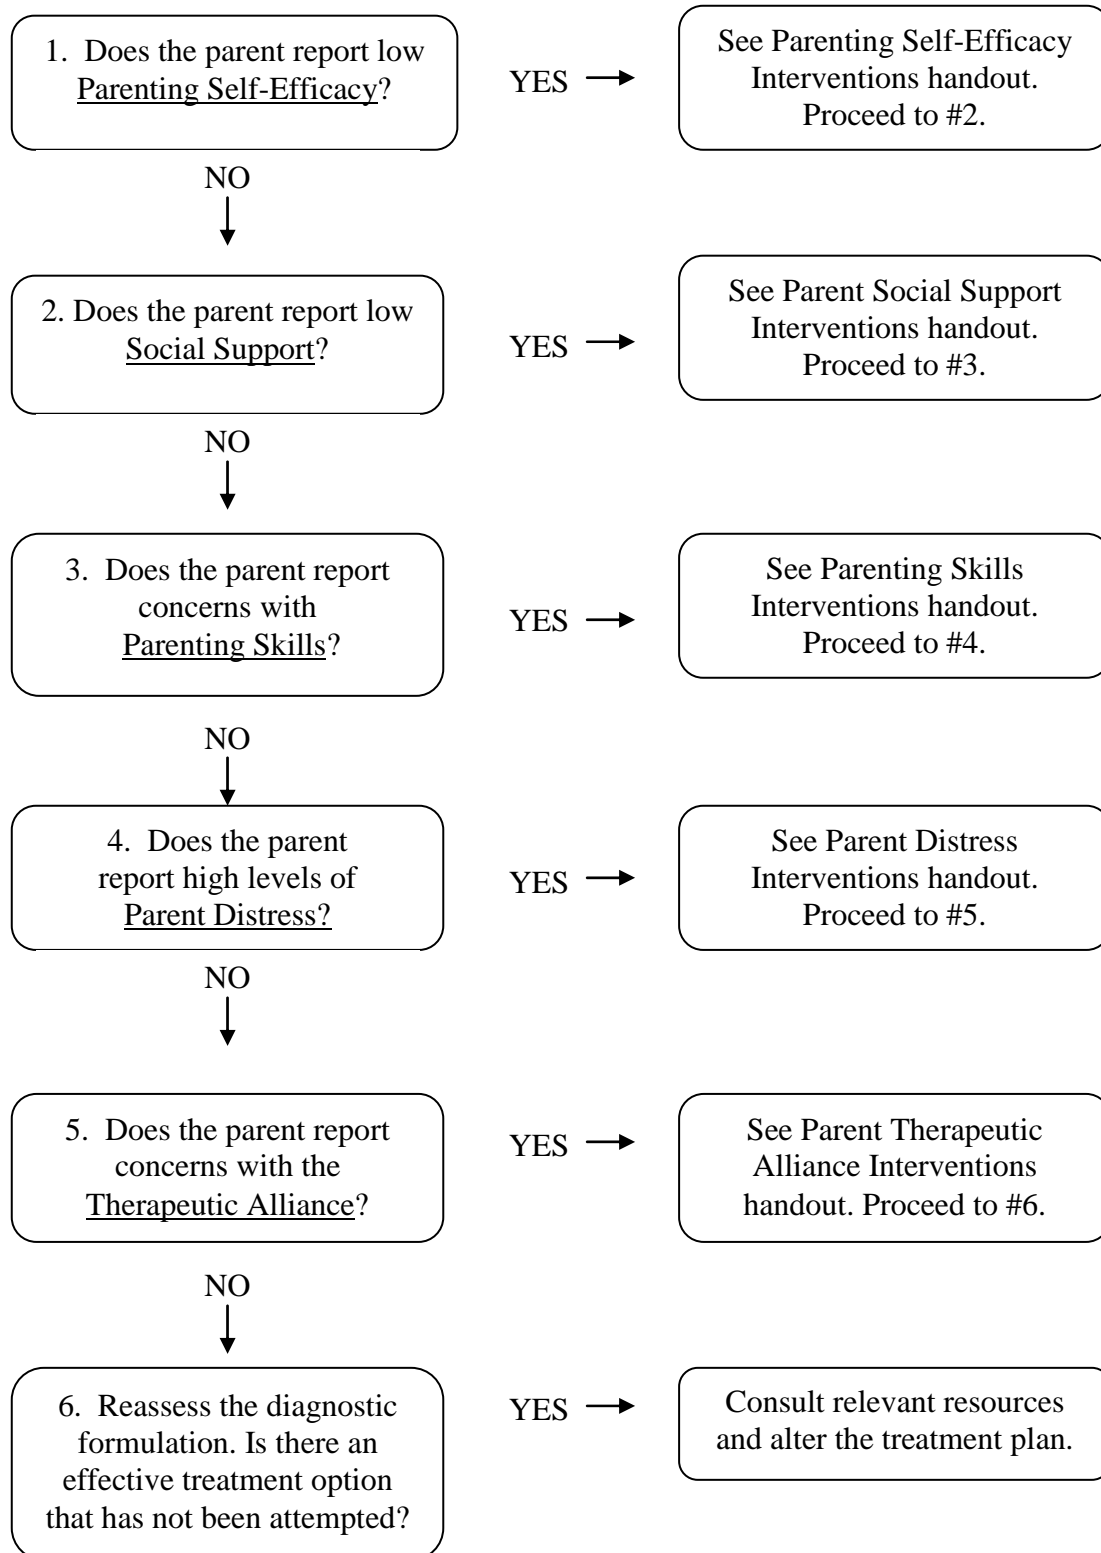 1. Does the parent report low
Parenting Self-Efficacy?
YES
See Parenting Self-Efficacy
Interventions handout.
Proceed to #2.
NO
2. Does the parent report low
Social Support?
YES
See Parent Social Support
Interventions handout.
Proceed to #3.
NO
3. Does the parent report
concerns with
Parenting Skills?
YES
See Parenting Skills
Interventions handout.
Proceed to #4.
NO
4. Does the parent
report high levels of
Parent Distress?
YES
See Parent Distress
Interventions handout.
Proceed to #5.
NO
5. Does the parent report
concerns with the
Therapeutic Alliance?
YES
See Parent Therapeutic
Alliance Interventions
handout. Proceed to #6.
NO
6. Reassess the diagnostic
formulation. Is there an
effective treatment option
that has not been attempted?
YES
Consult relevant resources
and alter the treatment plan.